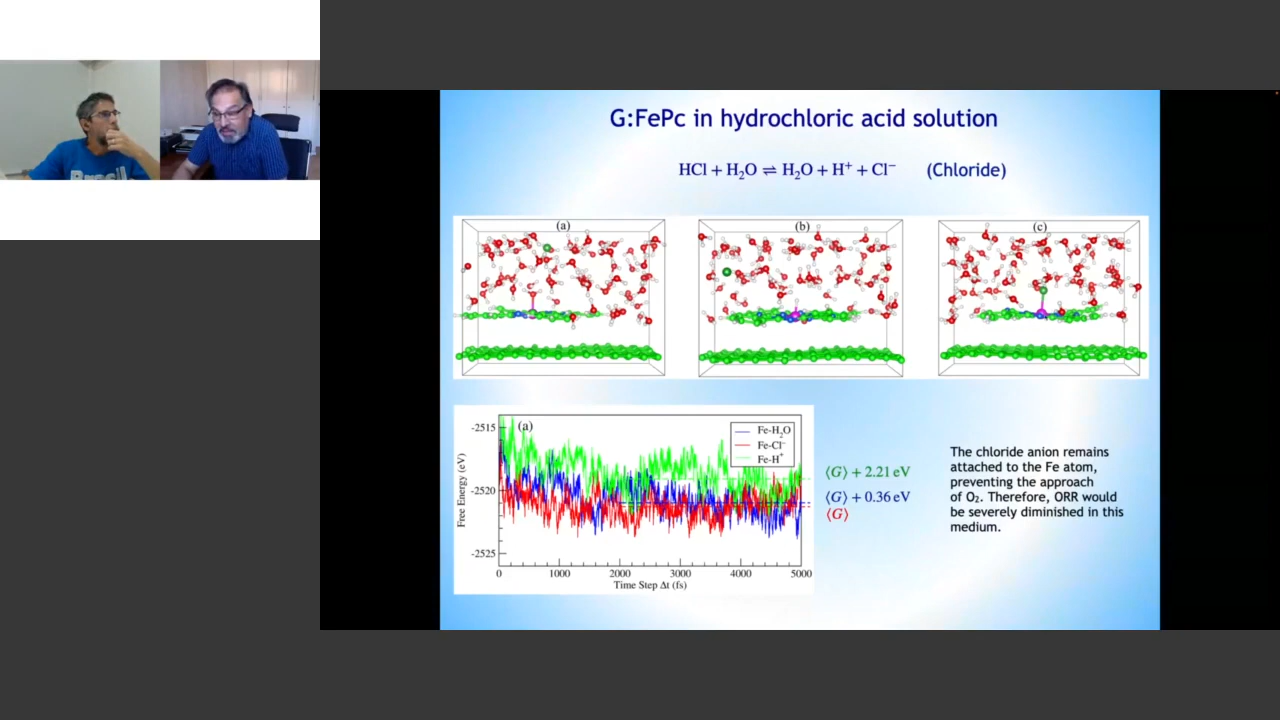 Brasil
G:FePc in hydrochloric acid solution
HCl + H₂O ⇌ H₂O + H⁺ + Cl⁻ (Chloride)
(a)
(b)
(c)
(a)
Fe-H₂O
Fe-Cl⁻
Fe-H⁺
-2515
-2520
-2525
Free Energy (eV)
0 1000 2000 3000 4000 5000
Time Step Δt (fs)
⟨G⟩ + 2.21 eV
⟨G⟩ + 0.36 eV
⟨G⟩
The chloride anion remains
attached to the Fe atom,
preventing the approach
of O₂. Therefore, ORR would
be severely diminished in this
medium.